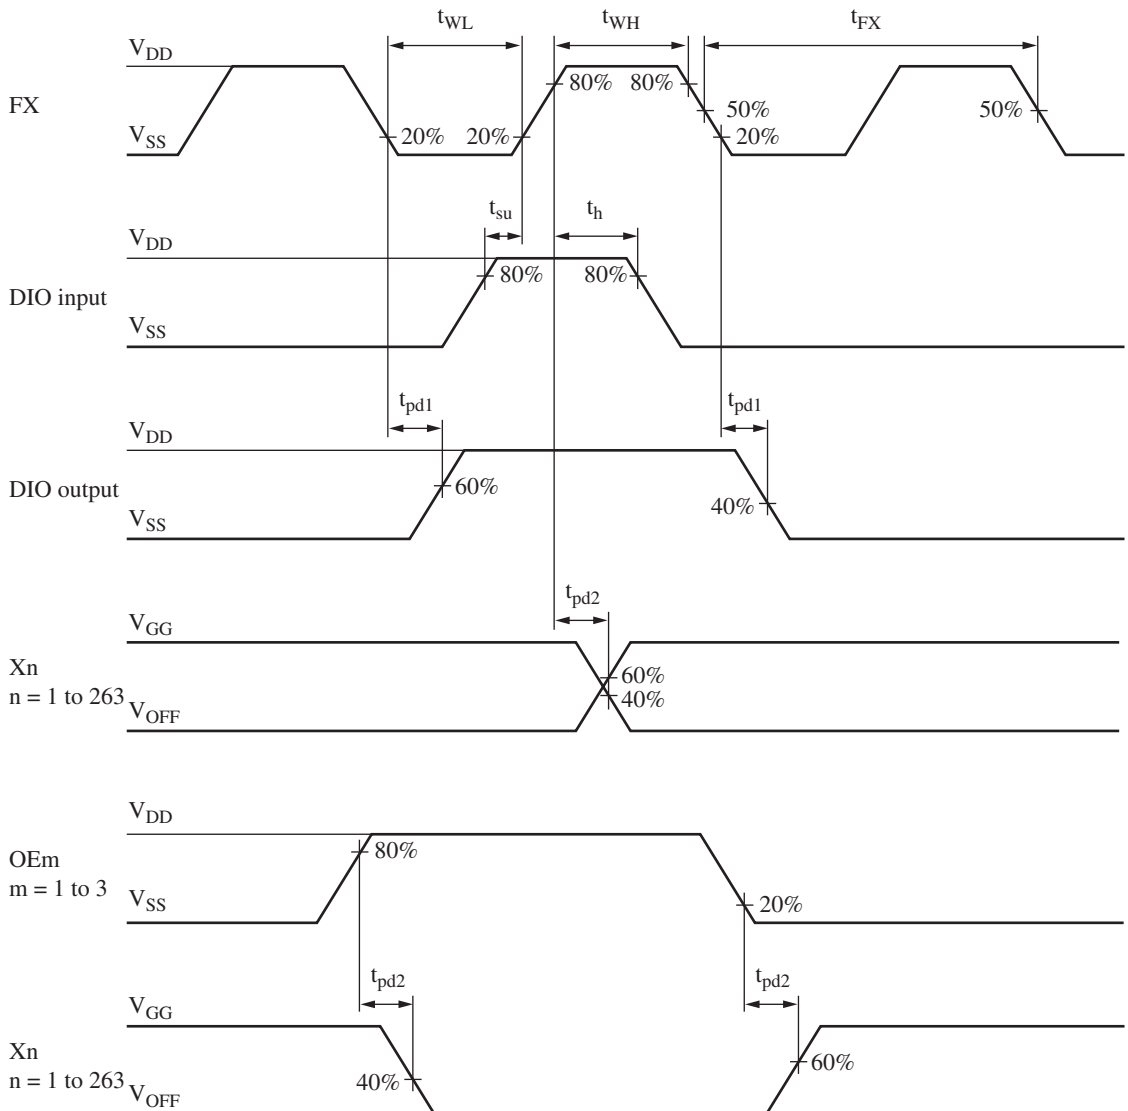 tWL tWH tFX
VDD
FX
80% 80%
50% 50%
VSS
20% 20% 20%
tsu th
VDD
80% 80%
DIO input
VSS
tpd1 tpd1
VDD
DIO output
60%
40%
VSS
tpd2
VGG
Xn
n = 1 to 263
60%
40%
VOFF
VDD
80%
OEm
m = 1 to 3
VSS
20%
tpd2 tpd2
VGG
Xn
n = 1 to 263
60%
40%
VOFF